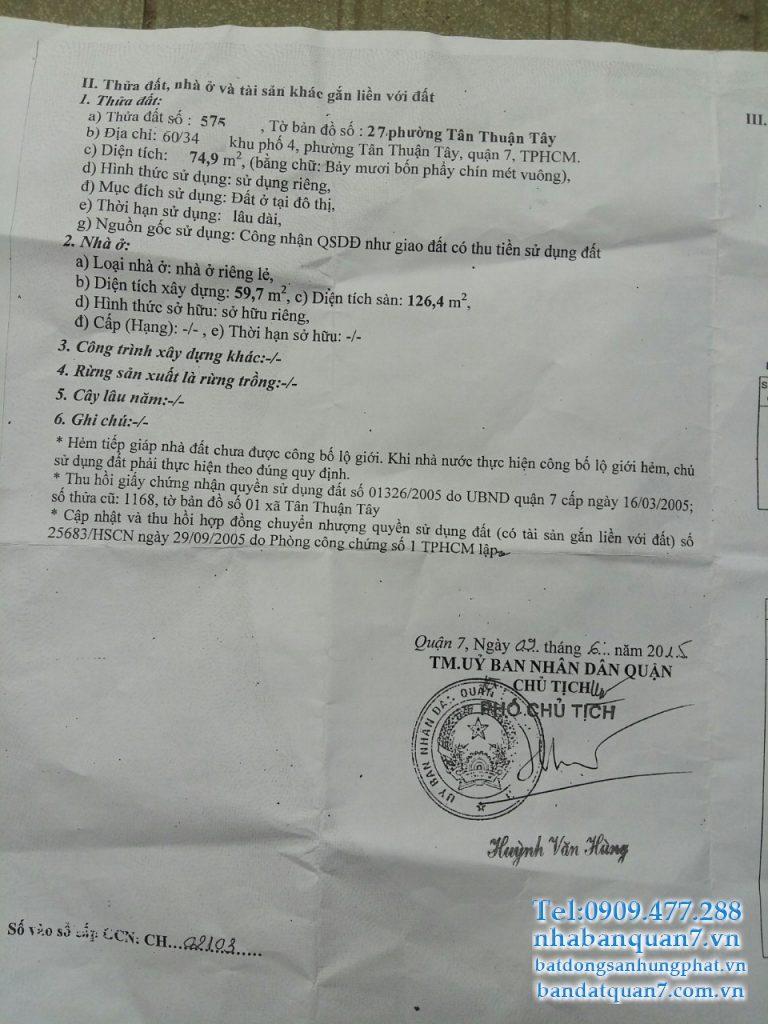 II. Thửa đất, nhà ở và tài sản khác gắn liền với đất
1. Thửa đất:
a) Thửa đất số : 575 , Tờ bản đồ số : 27 phường Tân Thuận Tây
b) Địa chỉ: 60/34 khu phố 4, phường Tân Thuận Tây, quận 7, TPHCM.
c) Diện tích: 74,9 m², (bằng chữ: Bảy mươi bốn phẩy chín mét vuông),
d) Hình thức sử dụng: sử dụng riêng,
đ) Mục đích sử dụng: Đất ở tại đô thị,
e) Thời hạn sử dụng: lâu dài,
g) Nguồn gốc sử dụng: Công nhận QSDĐ như giao đất có thu tiền sử dụng đất
2. Nhà ở:
a) Loại nhà ở: nhà ở riêng lẻ,
b) Diện tích xây dựng: 59,7 m², c) Diện tích sàn: 126,4 m²,
d) Hình thức sở hữu: sở hữu riêng,
đ) Cấp (Hạng): -/- , e) Thời hạn sở hữu: -/-
3. Công trình xây dựng khác:-/-
4. Rừng sản xuất là rừng trồng:-/-
5. Cây lâu năm:-/-
6. Ghi chú:-/-
* Hẻm tiếp giáp nhà đất chưa được công bố lộ giới. Khi nhà nước thực hiện công bố lộ giới hẻm, chủ
sử dụng đất phải thực hiện theo đúng quy định.
* Thu hồi giấy chứng nhận quyền sử dụng đất số 01326/2005 do UBND quận 7 cấp ngày 16/03/2005;
số thửa cũ: 1168, tờ bản đồ số 01 xã Tân Thuận Tây
* Cập nhật và thu hồi hợp đồng chuyển nhượng quyền sử dụng đất (có tài sản gắn liền với đất) số
25683/HSCN ngày 29/09/2005 do Phòng công chứng số 1 TPHCM lập.
III.
Quận 7, Ngày 02 tháng 6 năm 2015
TM.UỶ BAN NHÂN DÂN QUẬN
CHỦ TỊCH
PHÓ CHỦ TỊCH
UỶ BAN NHÂN DÂN QUẬN
Huỳnh Văn Hùng
Số vào sổ cấp GCN: CH...02103......
Tel:0909.477.288
nhabanquan7.vn
batdongsanhungphat.vn
bandatquan7.com.vn